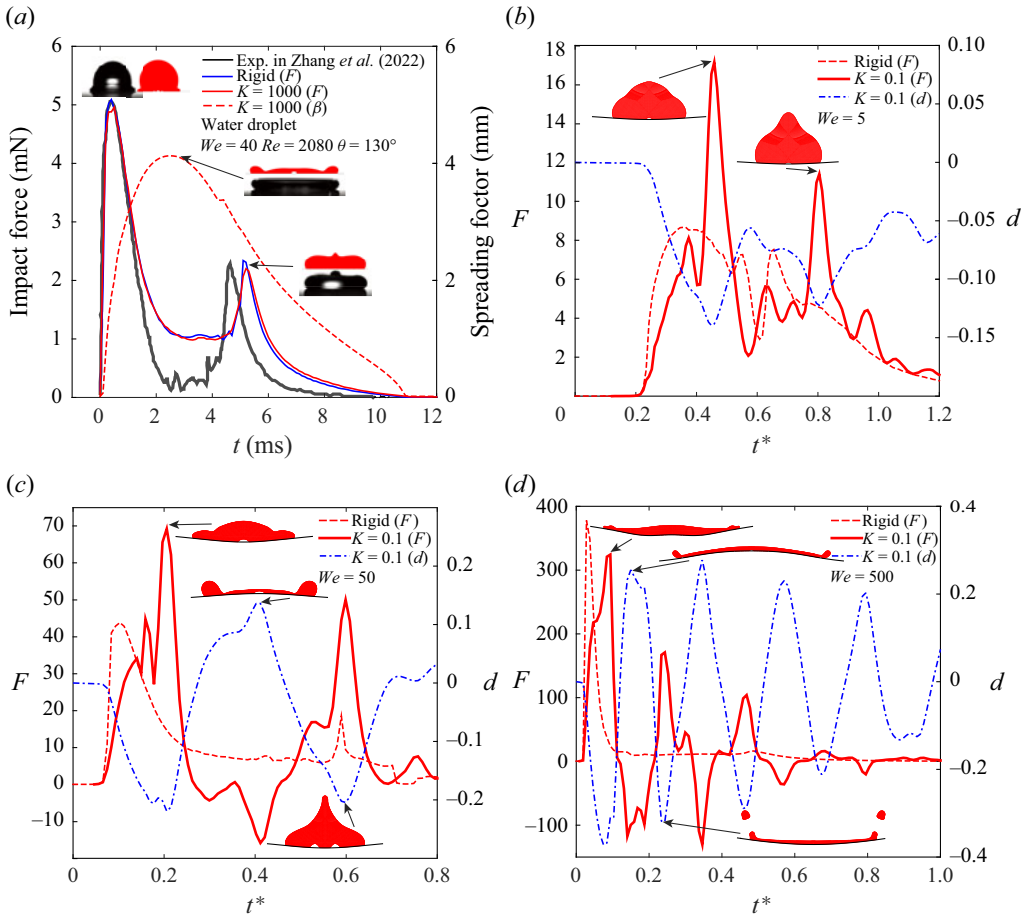 (a)
6
5
4
3
2
1
0
Impact force (mN)
Exp. in Zhang et al. (2022)
Rigid (F)
K = 1000 (F)
K = 1000 (β)
Water droplet
We = 40 Re = 2080 θ = 130°
6
4
2
0
Spreading foctor (mm)
0 2 4 6 8 10 12
t (ms)
(b)
18
16
14
12
10
8
6
4
2
F
Rigid (F)
K = 0.1 (F)
K = 0.1 (d)
We = 5
0.10
0.05
0
−0.05
−0.10
−0.15
d
0 0.2 0.4 0.6 0.8 1.0 1.2
t*
(c)
70
60
50
40
30
20
10
0
−10
F
Rigid (F)
K = 0.1 (F)
K = 0.1 (d)
We = 50
0.2
0.1
0
−0.1
−0.2
d
0 0.2 0.4 0.6 0.8
t*
(d)
400
300
200
100
0
−100
F
Rigid (F)
K = 0.1 (F)
K = 0.1 (d)
We = 500
0.4
0.3
0.2
0.1
0
−0.1
−0.2
−0.3
−0.4
d
0 0.2 0.4 0.6 0.8 1.0
t*